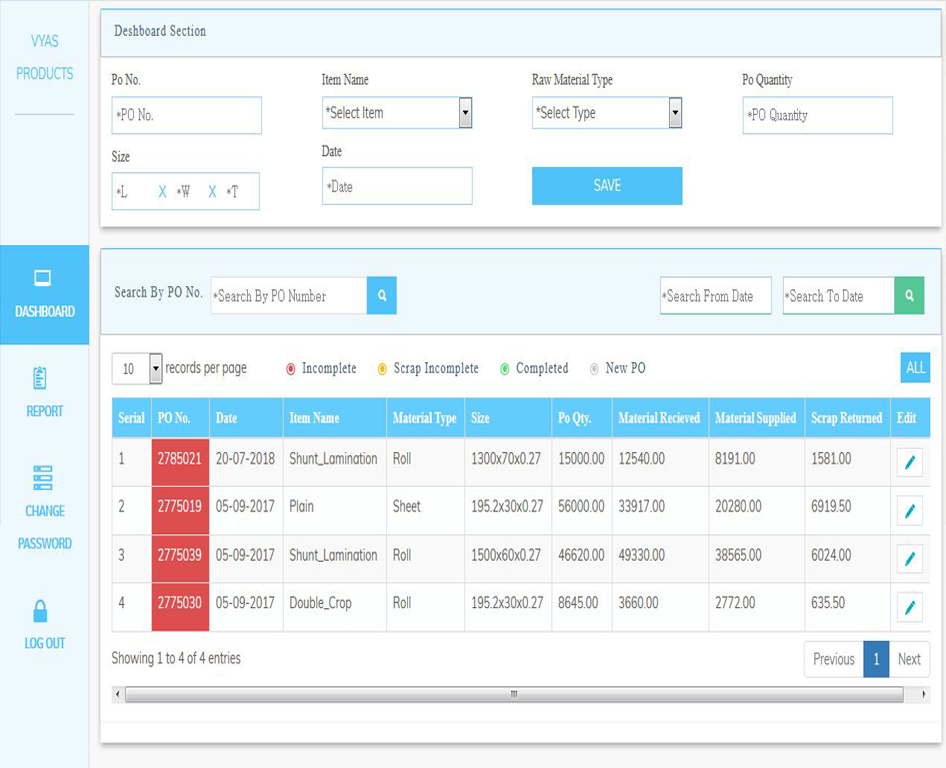 VYAS
PRODUCTS
DASHBOARD
REPORT
CHANGE
PASSWORD
LOG OUT
Deshboard Section
Po No. Item Name Raw Material Type Po Quantity
*PO No. *Select Item *Select Type *PO Quantity
Size Date
*L X *W X *T *Date SAVE
Search By PO No. *Search By PO Number *Search From Date *Search To Date
10 records per page Incomplete Scrap Incomplete Completed New PO ALL
Serial PO No. Date Item Name Material Type Size Po Qty. Material Recieved Material Supplied Scrap Returned Edit
1 2785021 20-07-2018 Shunt_Lamination Roll 1300x70x0.27 15000.00 12540.00 8191.00 1581.00
2 2775019 05-09-2017 Plain Sheet 195.2x30x0.27 56000.00 33917.00 20280.00 6919.50
3 2775039 05-09-2017 Shunt_Lamination Roll 1500x60x0.27 46620.00 49330.00 38565.00 6024.00
4 2775030 05-09-2017 Double_Crop Roll 195.2x30x0.27 8645.00 3660.00 2772.00 635.50
Showing 1 to 4 of 4 entries Previous 1 Next